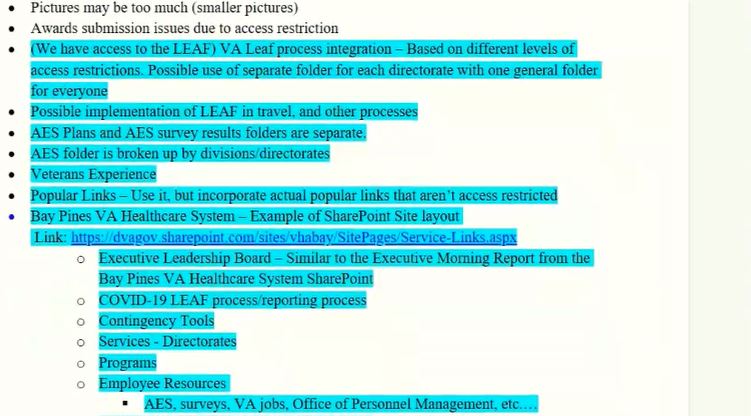 • Pictures may be too much (smaller pictures)
• Awards submission issues due to access restriction
• (We have access to the LEAF) VA Leaf process integration – Based on different levels of
access restrictions. Possible use of separate folder for each directorate with one general folder
for everyone
• Possible implementation of LEAF in travel, and other processes
• AES Plans and AES survey results folders are separate.
• AES folder is broken up by divisions/directorates
• Veterans Experience
• Popular Links – Use it, but incorporate actual popular links that aren't access restricted
• Bay Pines VA Healthcare System – Example of SharePoint Site layout
Link: https://dvagov.sharepoint.com/sites/vhabay/SitePages/Service-Links.aspx
o Executive Leadership Board – Similar to the Executive Morning Report from the
Bay Pines VA Healthcare System SharePoint
o COVID-19 LEAF process/reporting process
o Contingency Tools
o Services - Directorates
o Programs
o Employee Resources
▪ AES, surveys, VA jobs, Office of Personnel Management, etc.…